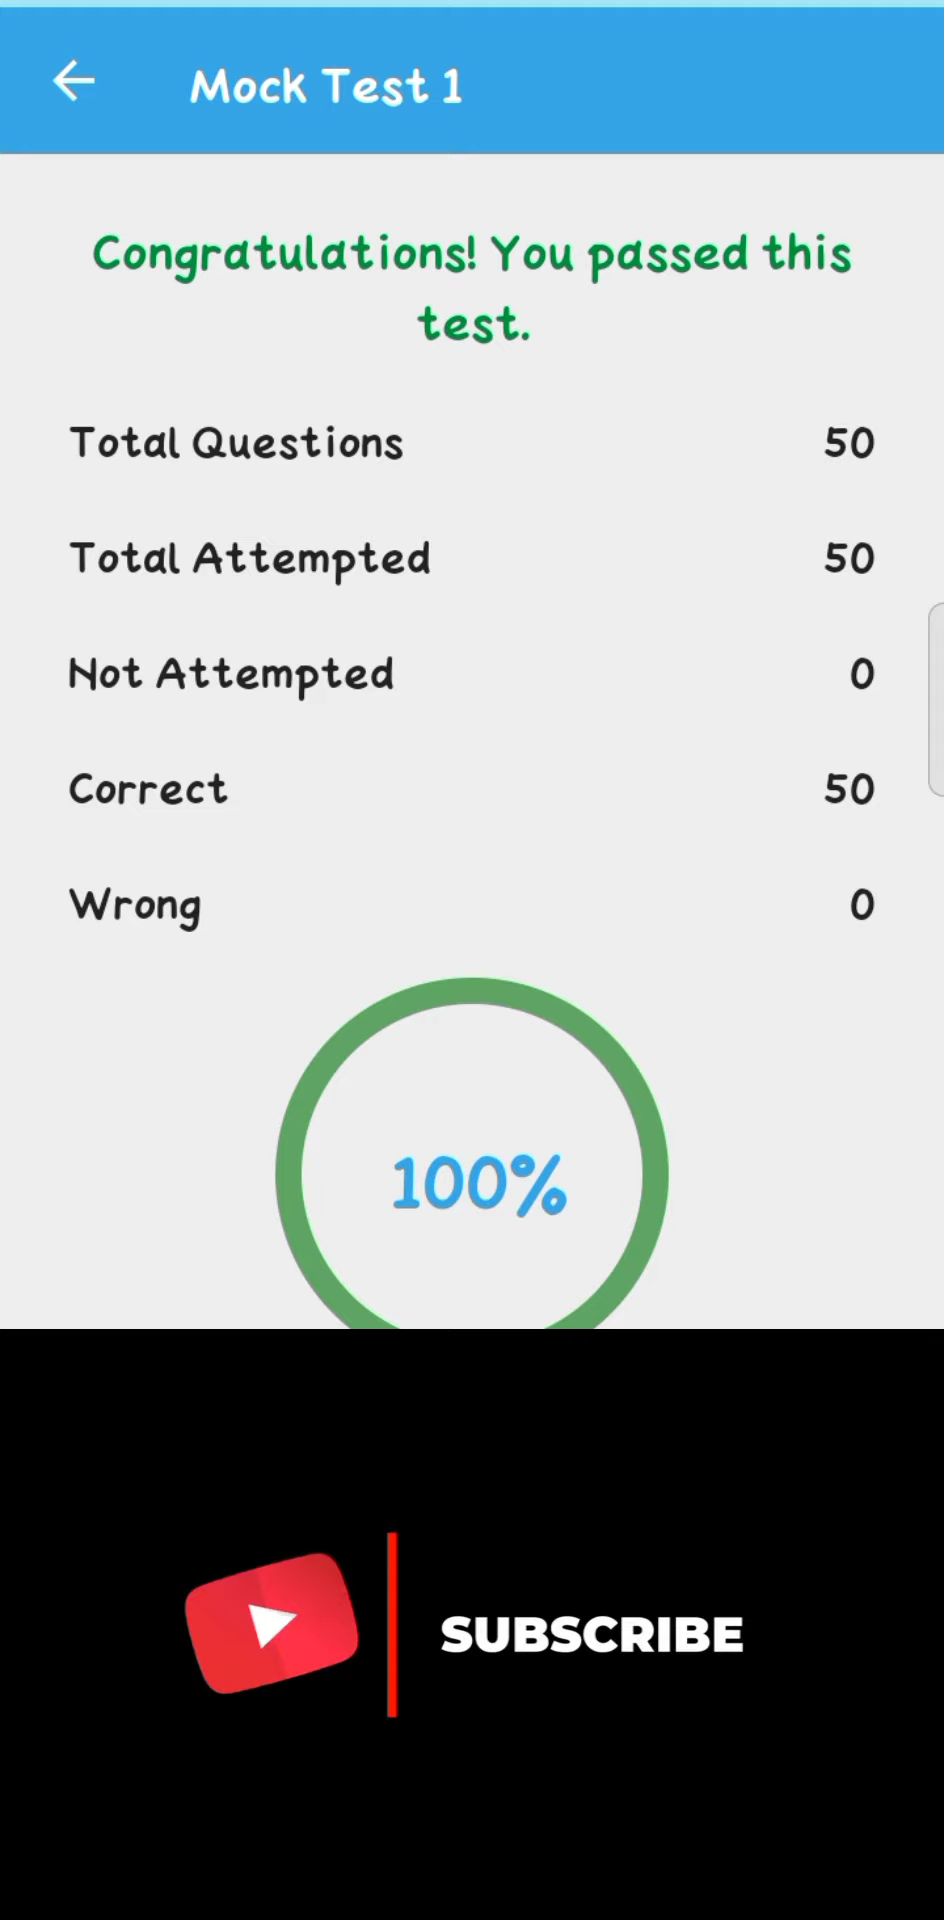 Mock Test 1
Congratulations! You passed this
test.
Total Questions 50
Total Attempted 50
Not Attempted 0
Correct 50
Wrong 0
100%
SUBSCRIBE